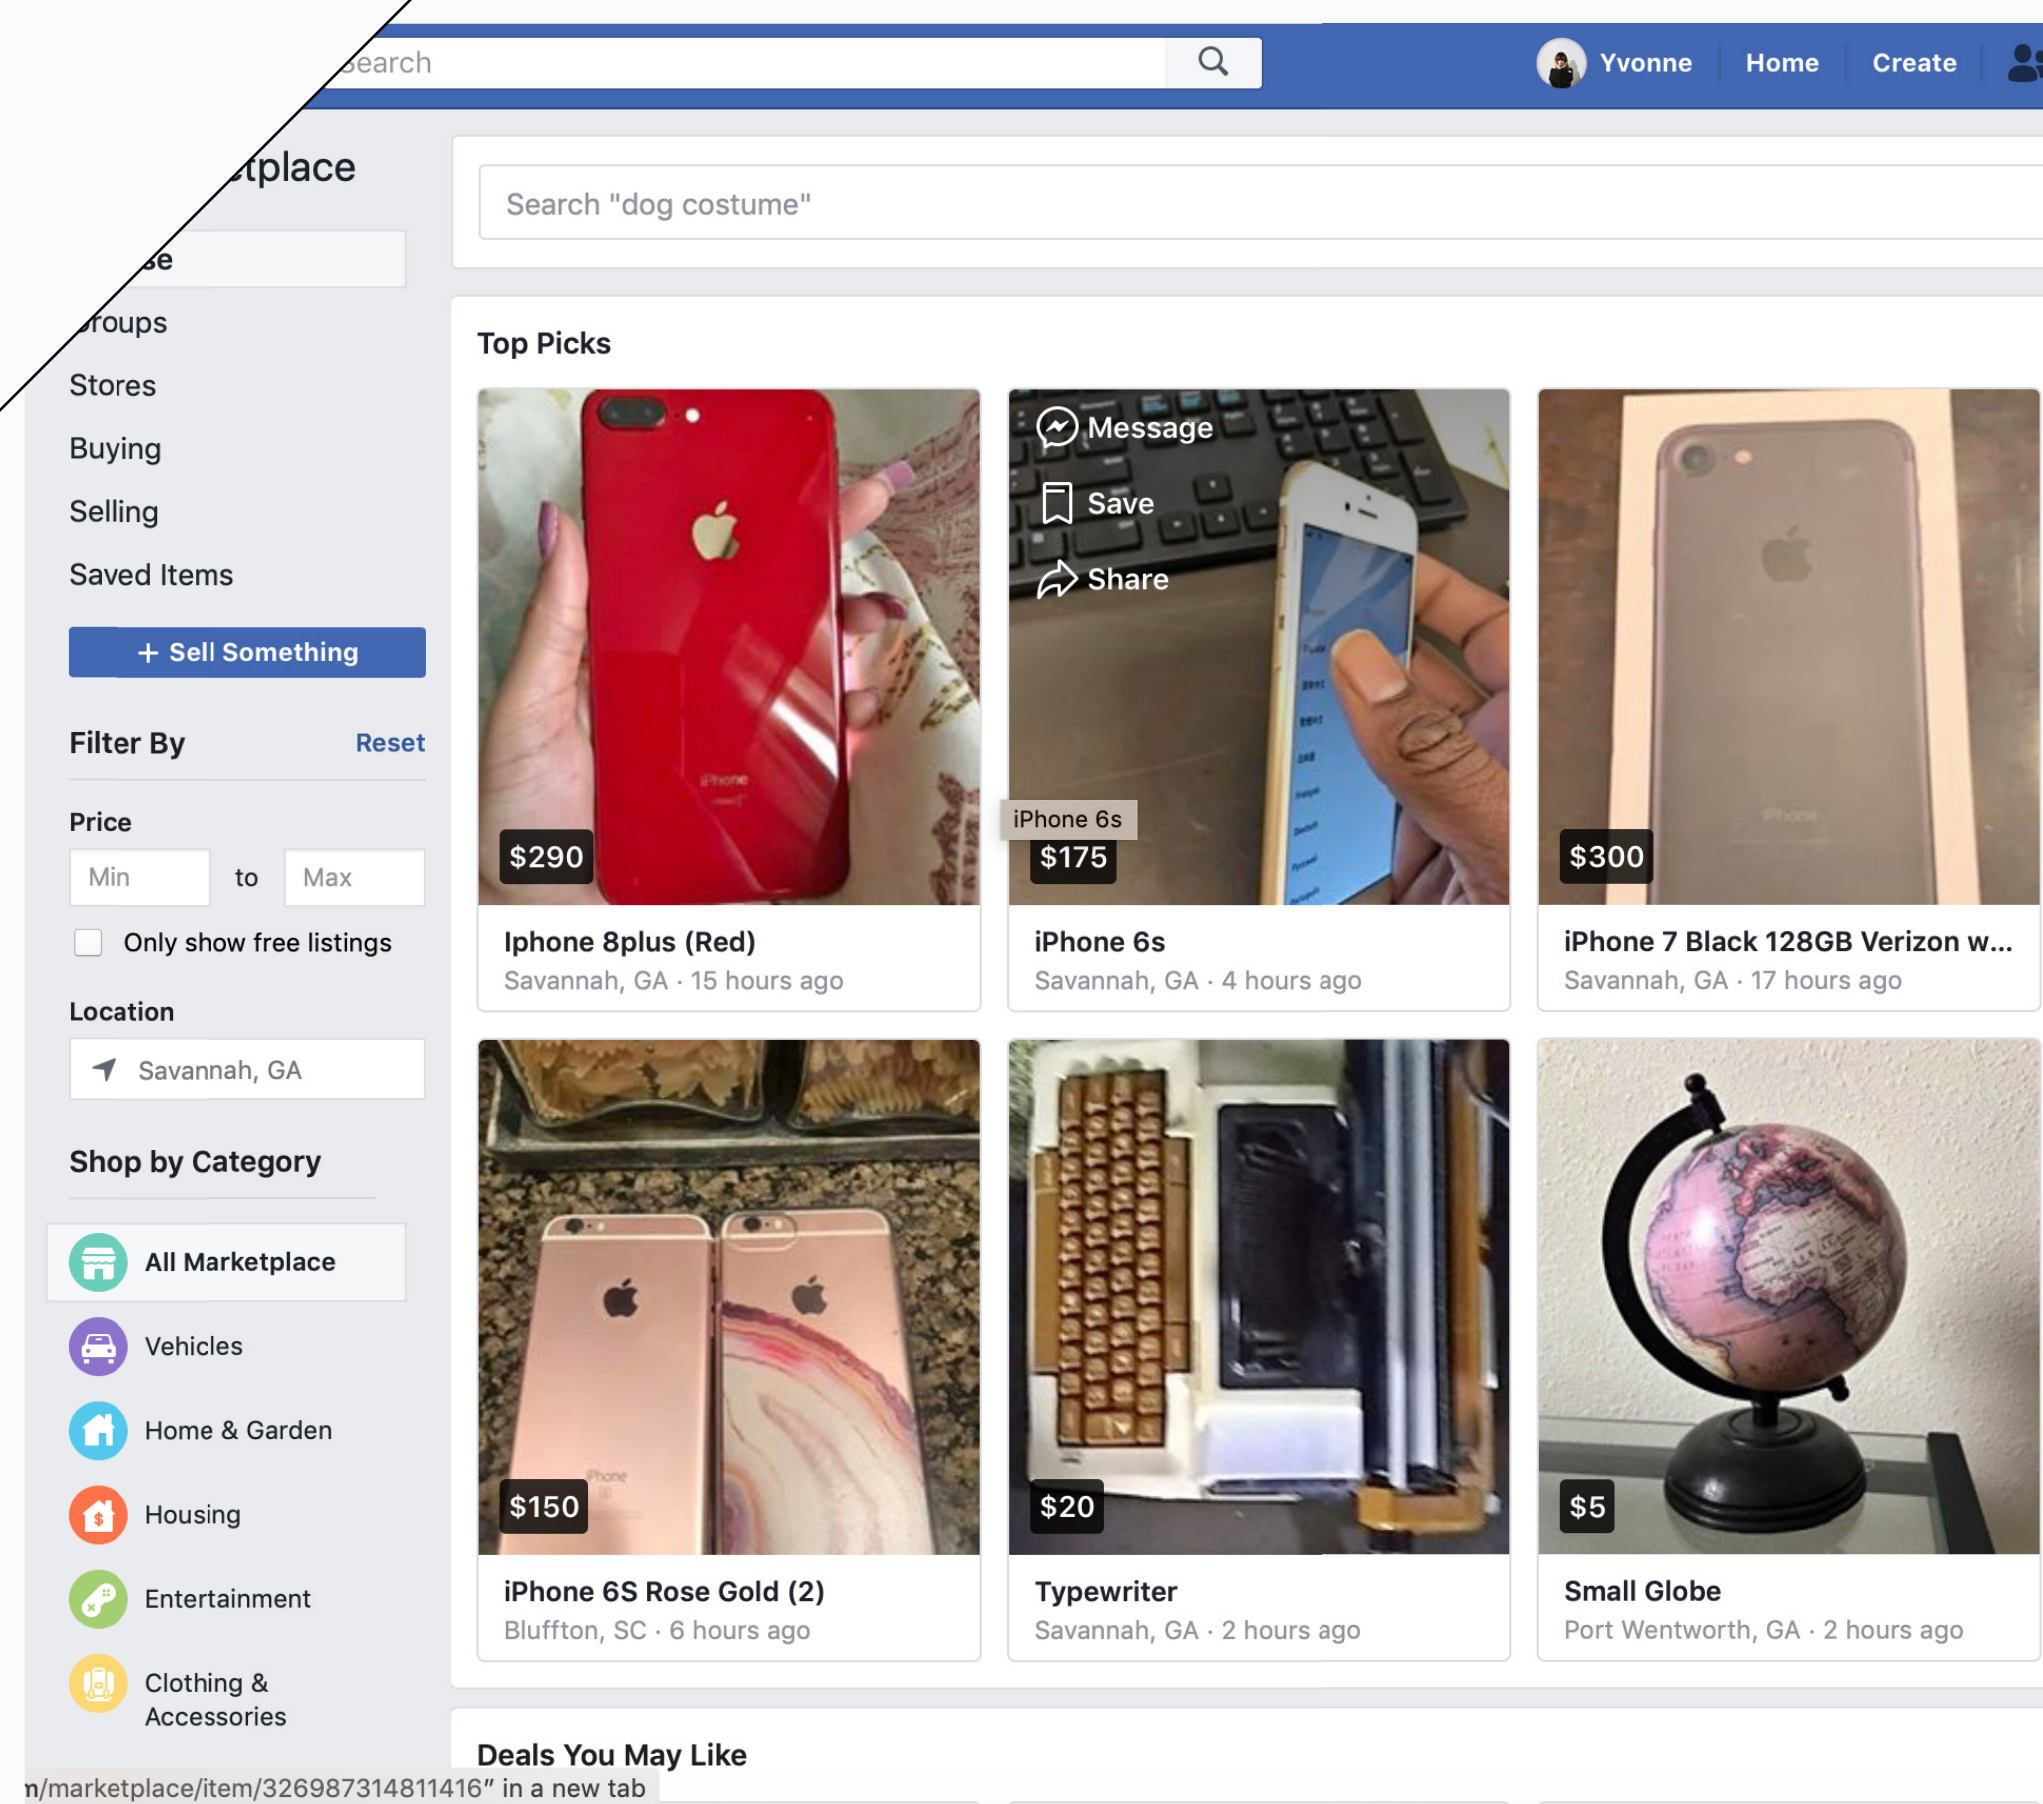 Search
Yvonne
Home
Create
Search "dog costume"
Groups
Stores
Buying
Selling
Saved Items
+ Sell Something
Filter By
Reset
Price
Min
to
Max
Only show free listings
Location
Savannah, GA
Shop by Category
All Marketplace
Vehicles
Home & Garden
Housing
Entertainment
Clothing &
Accessories
Top Picks
iPhone
$290
Iphone 8plus (Red)
Savannah, GA · 15 hours ago
Message
Save
Share
iPhone 6s
$175
iPhone 6s
Savannah, GA · 4 hours ago
iPhone
$300
iPhone 7 Black 128GB Verizon w...
Savannah, GA · 17 hours ago
iPhone
$150
iPhone 6S Rose Gold (2)
Bluffton, SC · 6 hours ago
$20
Typewriter
Savannah, GA · 2 hours ago
$5
Small Globe
Port Wentworth, GA · 2 hours ago
Deals You May Like
m/marketplace/item/326987314811416” in a new tab